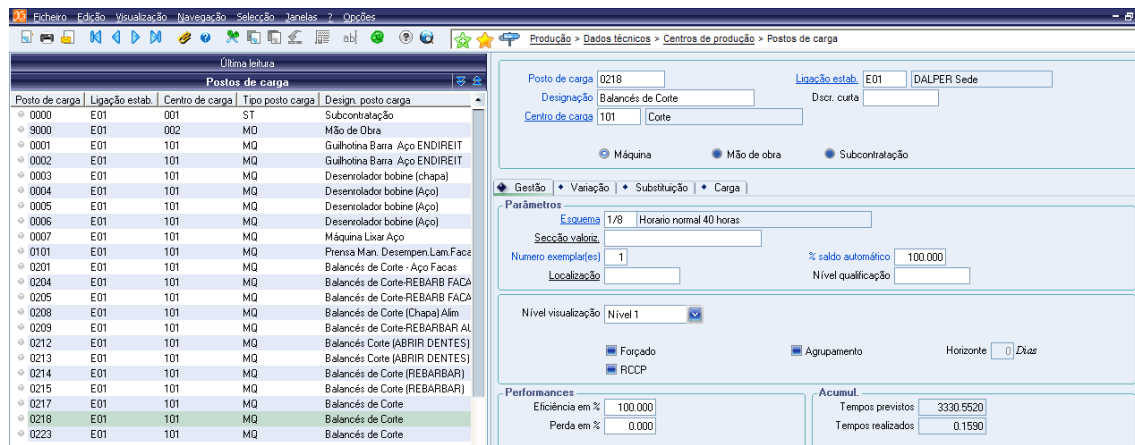 Ficheiro Edição Visualização Navegação Selecção Janelas ? Opções
Produção > Dados técnicos > Centros de produção > Postos de carga
Última leitura
Postos de carga
Posto de carga Ligação estab. Centro de carga Tipo posto carga Design. posto carga
0000 E01 001 ST Subcontratação
9000 E01 002 MO Mão de Obra
0001 E01 101 MQ Guilhotina Barra Aço ENDIREIT
0002 E01 101 MQ Guilhotina Barra Aço ENDIREIT
0003 E01 101 MQ Desenrolador bobine (chapa)
0004 E01 101 MQ Desenrolador bobine (Aço)
0005 E01 101 MQ Desenrolador bobine (Aço)
0006 E01 101 MQ Desenrolador bobine (Aço)
0007 E01 101 MQ Máquina Lixar Aço
0101 E01 101 MQ Prensa Man. Desempen.Lam.Faca
0201 E01 101 MQ Balancés de Corte - Aço Facas
0204 E01 101 MQ Balancés de Corte-REBARB FACA
0205 E01 101 MQ Balancés de Corte-REBARB FACA
0208 E01 101 MQ Balancés de Corte (Chapa) Alim
0209 E01 101 MQ Balancés de Corte-REBARBAR AL
0212 E01 101 MQ Balancés Corte (ABRIR DENTES)
0213 E01 101 MQ Balancés Corte (ABRIR DENTES)
0214 E01 101 MQ Balancés de Corte (REBARBAR)
0215 E01 101 MQ Balancés de Corte (REBARBAR)
0217 E01 101 MQ Balancés de Corte
0218 E01 101 MQ Balancés de Corte
0223 E01 101 MQ Balancés de Corte
Posto de carga 0218 Ligação estab. E01 DALPER Sede
Designação Balancés de Corte Dscr. curta
Centro de carga 101 Corte
Máquina Mão de obra Subcontratação
Gestão Variação Substituição Carga
Parâmetros
Esquema 1/8 Horario normal 40 horas
Secção valoriz.
Numero exemplar(es) 1 % saldo automático 100.000
Localização Nível qualificação
Nível visualização Nível 1
Forçado Agrupamento Horizonte 0 Dias
RCCP
Performances Acumul.
Eficiência em % 100.000 Tempos previstos 3330.5520
Perda em % 0.000 Tempos realizados 0.1590